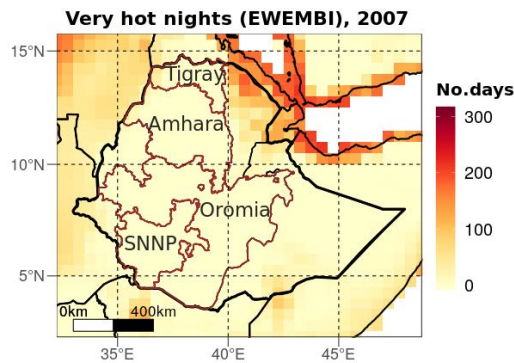 Very hot nights (EWEMBI), 2007
15°N
10°N
5°N
Tigray
Amhara
Oromia
SNNP
0km 400km
35°E 40°E 45°E
No.days
300
200
100
0